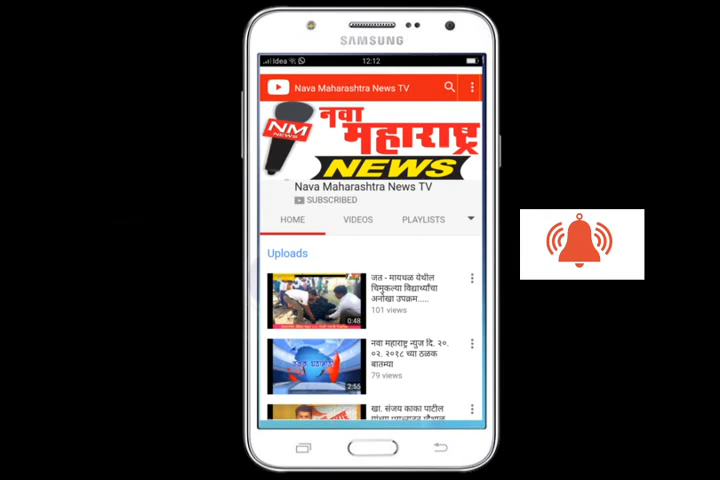 SAMSUNG
Idea
12:12
Nava Maharashtra News TV
NM
NEWS
नवा
महाराष्ट्र
NEWS
Nava Maharashtra News TV
SUBSCRIBED
HOME
VIDEOS
PLAYLISTS
Uploads
जत - मायथळ येथील
चिमुकल्या विद्यार्थ्यांचा
अनोखा उपक्रम.....
101 views
0:48
नवा महाराष्ट्र न्युज दि. २०.
०२. २०१८ च्या ठळक
बातम्या
79 views
2:55
खा. संजय काका पाटील